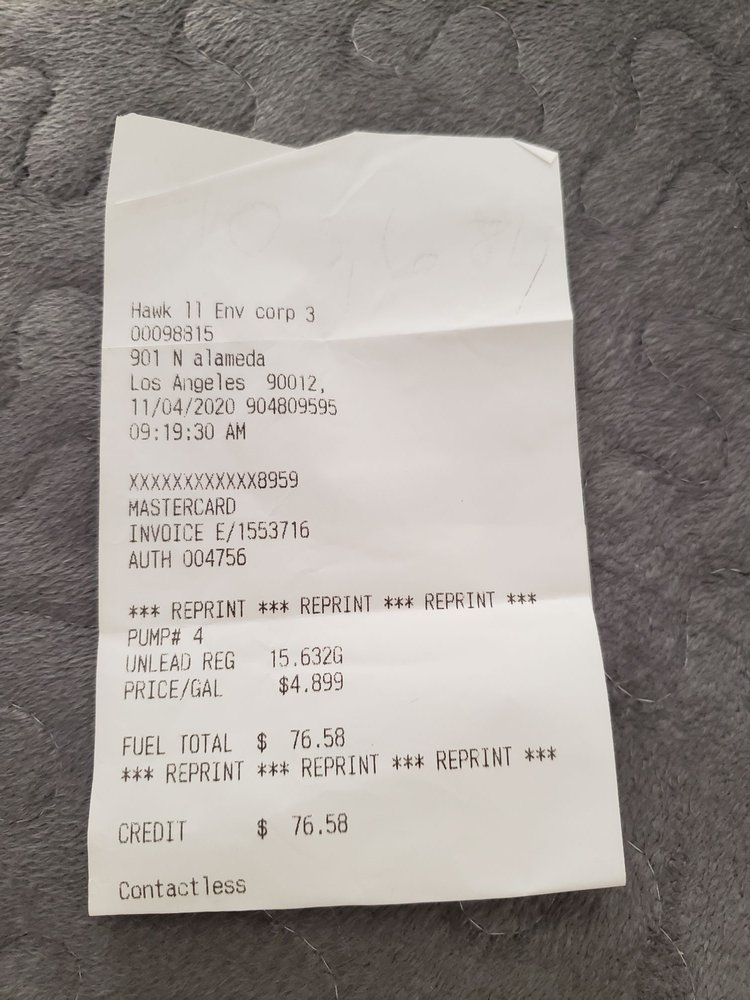 Hawk 11 Env corp 3
00098815
901 N alameda
Los Angeles 90012,
11/04/2020 904809595
09:19:30 AM
XXXXXXXXXXXX8959
MASTERCARD
INVOICE E/1553716
AUTH 004756
*** REPRINT *** REPRINT *** REPRINT ***
PUMP# 4
UNLEAD REG 15.632G
PRICE/GAL $4.899
FUEL TOTAL $ 76.58
*** REPRINT *** REPRINT *** REPRINT ***
CREDIT $ 76.58
Contactless